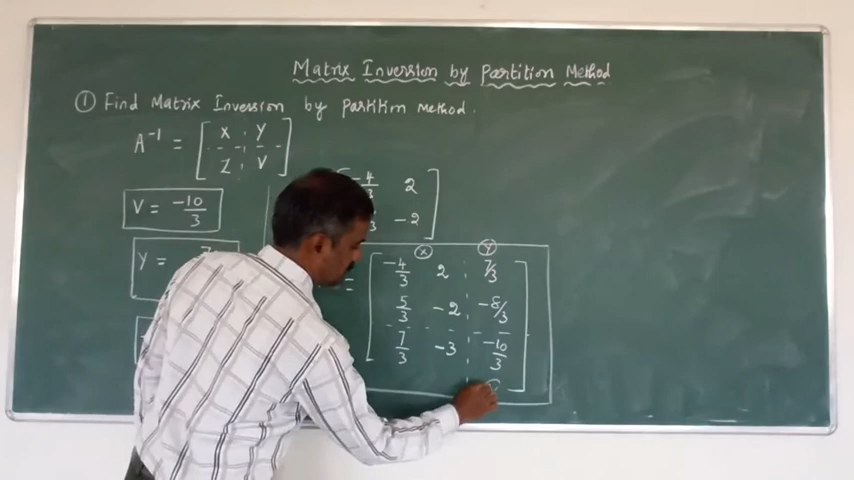 Matrix Inversion by Partition Method
① Find Matrix Inversion by Partition Method.
A⁻¹ = [ X Y
Z V ]
-4/3 2
3 -2 ]
V = -10/3
Y = 7
X Y
= [ -4/3 2 7/3
5/3 -2 -8/3
7/3 -3 -10/3 ]